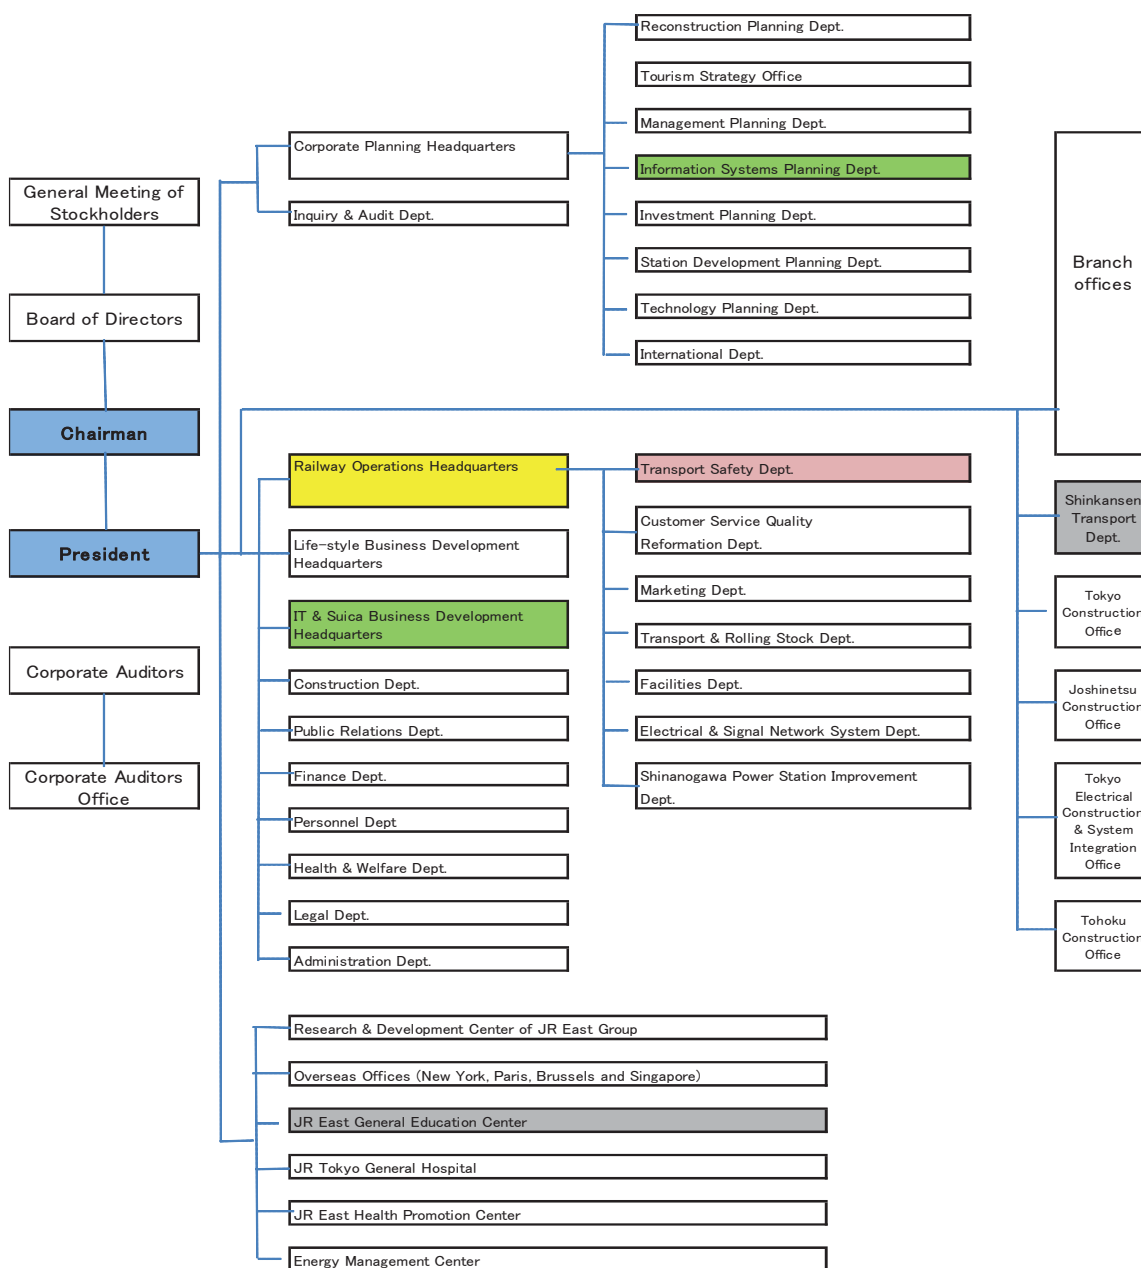 General Meeting of
Stockholders
Board of Directors
Chairman
President
Corporate Auditors
Corporate Auditors
Office
Corporate Planning Headquarters
Inquiry & Audit Dept.
Reconstruction Planning Dept.
Tourism Strategy Office
Management Planning Dept.
Information Systems Planning Dept.
Investment Planning Dept.
Station Development Planning Dept.
Technology Planning Dept.
International Dept.
Railway Operations Headquarters
Life-style Business Development
Headquarters
IT & Suica Business Development
Headquarters
Construction Dept.
Public Relations Dept.
Finance Dept.
Personnel Dept
Health & Welfare Dept.
Legal Dept.
Administration Dept.
Transport Safety Dept.
Customer Service Quality
Reformation Dept.
Marketing Dept.
Transport & Rolling Stock Dept.
Facilities Dept.
Electrical & Signal Network System Dept.
Shinanogawa Power Station Improvement
Dept.
Research & Development Center of JR East Group
Overseas Offices (New York, Paris, Brussels and Singapore)
JR East General Education Center
JR Tokyo General Hospital
JR East Health Promotion Center
Energy Management Center
Branch
offices
Shinkansen
Transport
Dept.
Tokyo
Construction
Office
Joshinetsu
Construction
Office
Tokyo
Electrical
Construction
& System
Integration
Office
Tohoku
Construction
Office